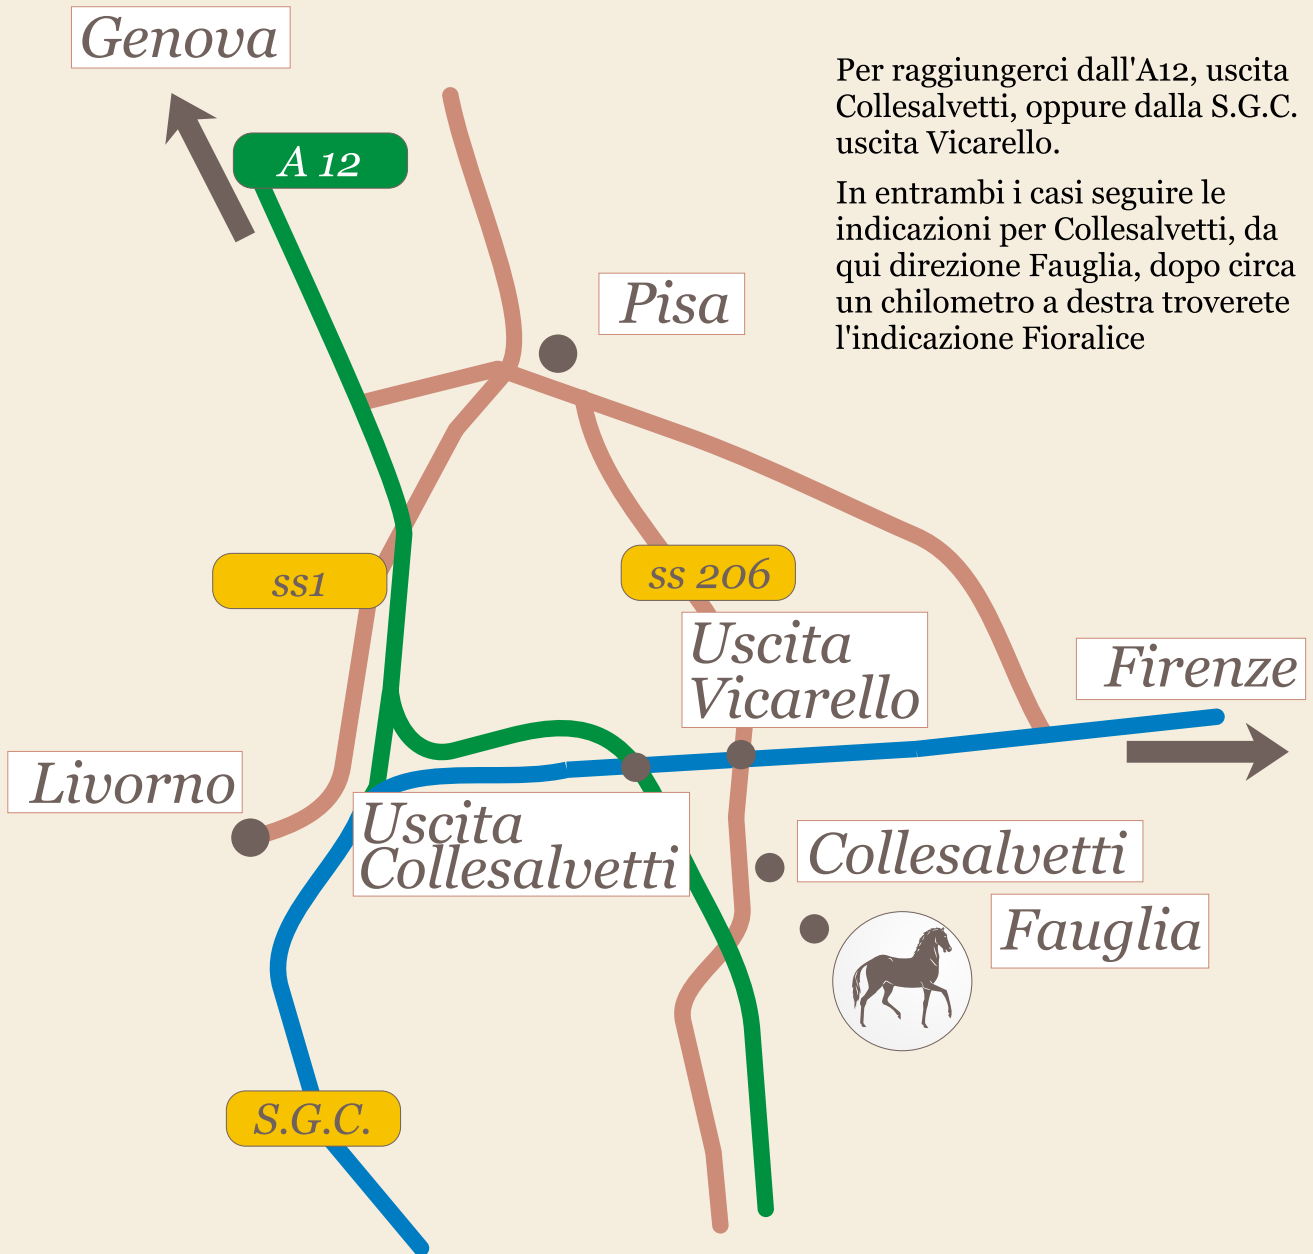 Genova
Per raggiungerci dall'A12, uscita
Collesalvetti, oppure dalla S.G.C.
uscita Vicarello.
In entrambi i casi seguire le
indicazioni per Collesalvetti, da
qui direzione Fauglia, dopo circa
un chilometro a destra troverete
l'indicazione Fioralice
A 12
Pisa
ss1
ss 206
Uscita
Vicarello
Firenze
Livorno
Uscita
Collesalvetti
Collesalvetti
Fauglia
S.G.C.